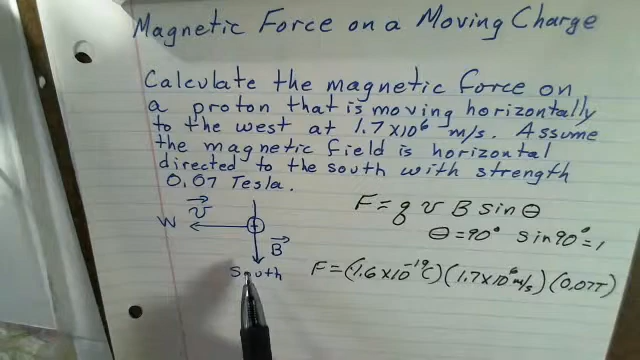 Magnetic Force on a Moving Charge
Calculate the magnetic force on
a proton that is moving horizontally
to the west at 1.7×10⁶ m/s. Assume
the magnetic field is horizontal
directed to the south with strength
0.07 Tesla.
F = q v B sin θ
θ = 90° sin 90° = 1
v⃗
W +
B⃗
south
F = (1.6×10⁻¹⁹C)(1.7×10⁶ m/s)(0.07T)